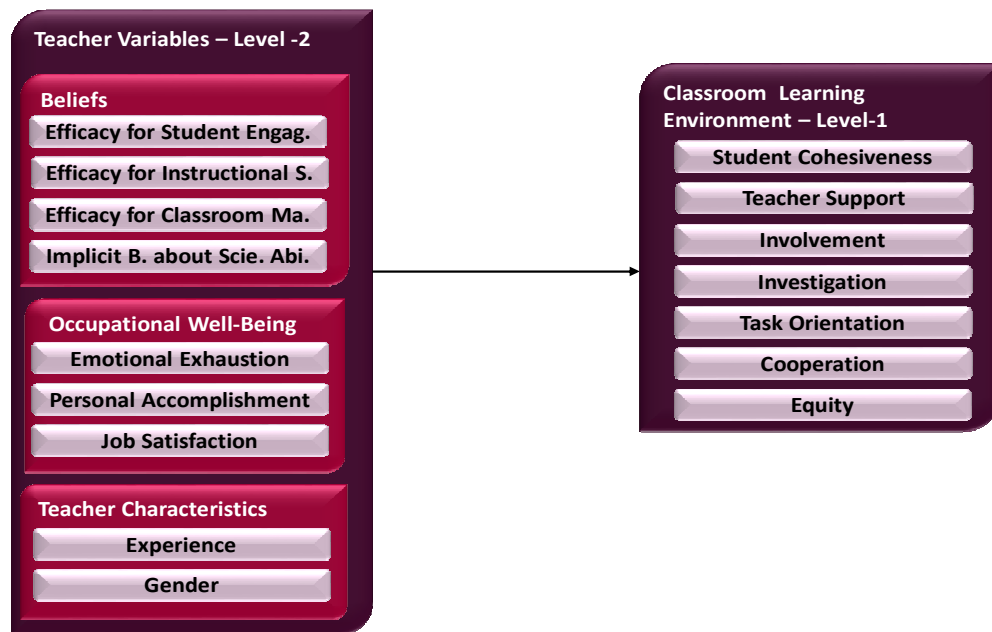 Teacher Variables – Level -2
Beliefs
Efficacy for Student Engag.
Efficacy for Instructional S.
Efficacy for Classroom Ma.
Implicit B. about Scie. Abi.
Occupational Well-Being
Emotional Exhaustion
Personal Accomplishment
Job Satisfaction
Teacher Characteristics
Experience
Gender
Classroom Learning
Environment – Level-1
Student Cohesiveness
Teacher Support
Involvement
Investigation
Task Orientation
Cooperation
Equity